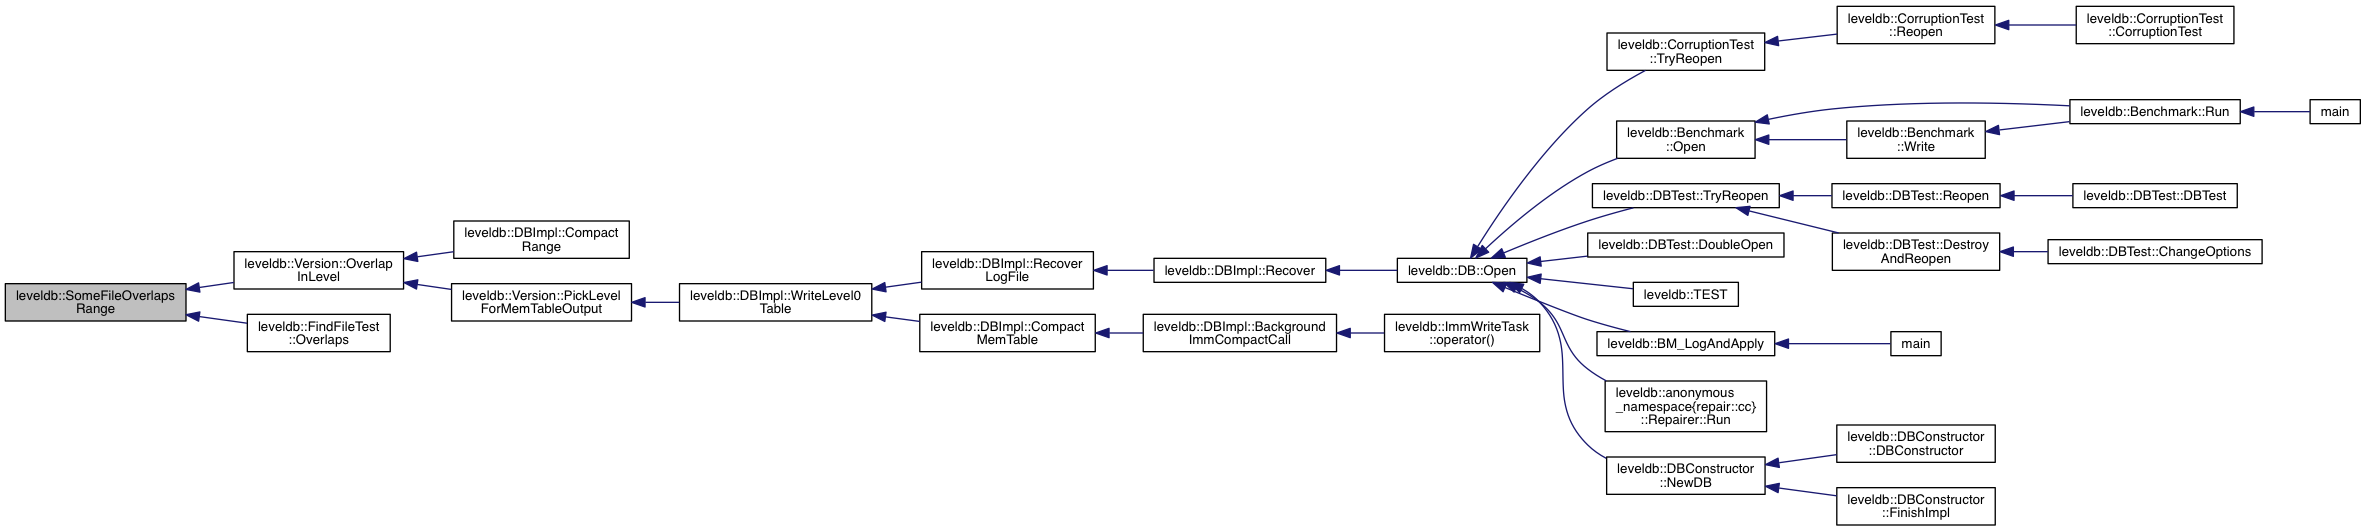 leveldb::SomeFileOverlaps
Range
leveldb::Version::Overlap
InLevel
leveldb::FindFileTest
::Overlaps
leveldb::DBImpl::Compact
Range
leveldb::Version::PickLevel
ForMemTableOutput
leveldb::DBImpl::WriteLevel0
Table
leveldb::DBImpl::Recover
LogFile
leveldb::DBImpl::Compact
MemTable
leveldb::DBImpl::Recover
leveldb::DBImpl::Background
ImmCompactCall
leveldb::DB::Open
leveldb::ImmWriteTask
::operator()
leveldb::CorruptionTest
::TryReopen
leveldb::CorruptionTest
::Reopen
leveldb::CorruptionTest
::CorruptionTest
leveldb::Benchmark
::Open
leveldb::Benchmark
::Write
leveldb::Benchmark::Run
main
leveldb::DBTest::TryReopen
leveldb::DBTest::Reopen
leveldb::DBTest::DBTest
leveldb::DBTest::Destroy
AndReopen
leveldb::DBTest::ChangeOptions
leveldb::DBTest::DoubleOpen
leveldb::TEST
leveldb::BM_LogAndApply
main
leveldb::anonymous
_namespace{repair::cc}
::Repairer::Run
leveldb::DBConstructor
::NewDB
leveldb::DBConstructor
::DBConstructor
leveldb::DBConstructor
::FinishImpl